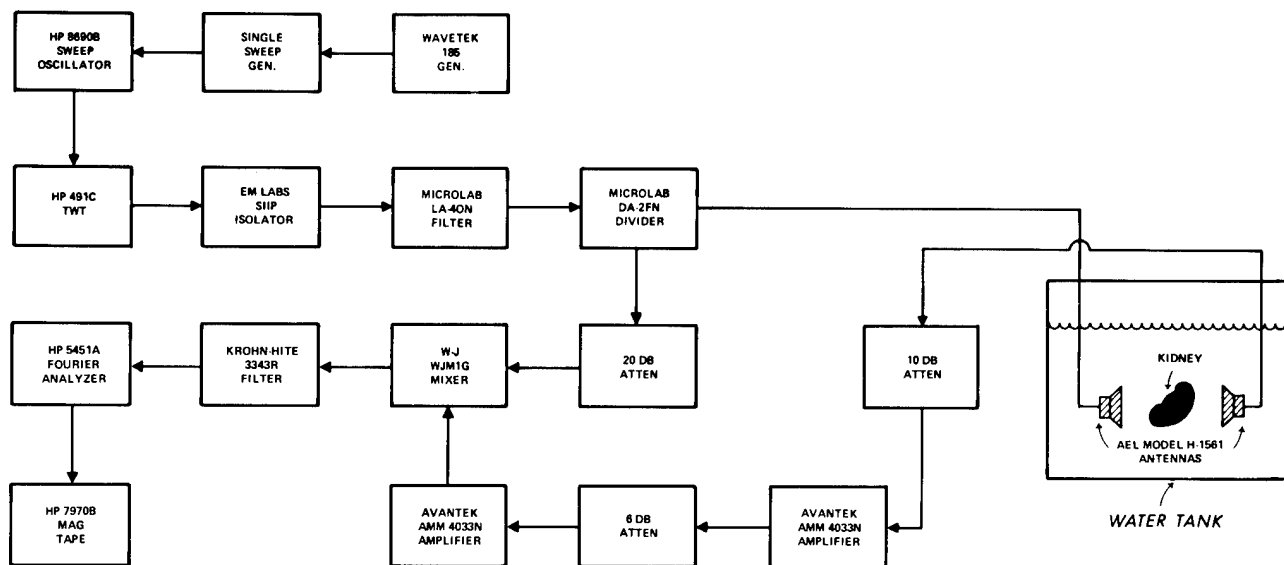 HP 8690B
SWEEP
OSCILLATOR
SINGLE
SWEEP
GEN.
WAVETEK
186
GEN.
HP 491C
TWT
EM LABS
SIIP
ISOLATOR
MICROLAB
LA-40N
FILTER
MICROLAB
DA-2FN
DIVIDER
HP 5451A
FOURIER
ANALYZER
KROHN-HITE
3343R
FILTER
W-J
WJM1G
MIXER
20 DB
ATTEN
10 DB
ATTEN
KIDNEY
AEL MODEL H-1561
ANTENNAS
HP 7970B
MAG
TAPE
AVANTEK
AMM 4033N
AMPLIFIER
6 DB
ATTEN
AVANTEK
AMM 4033N
AMPLIFIER
WATER TANK